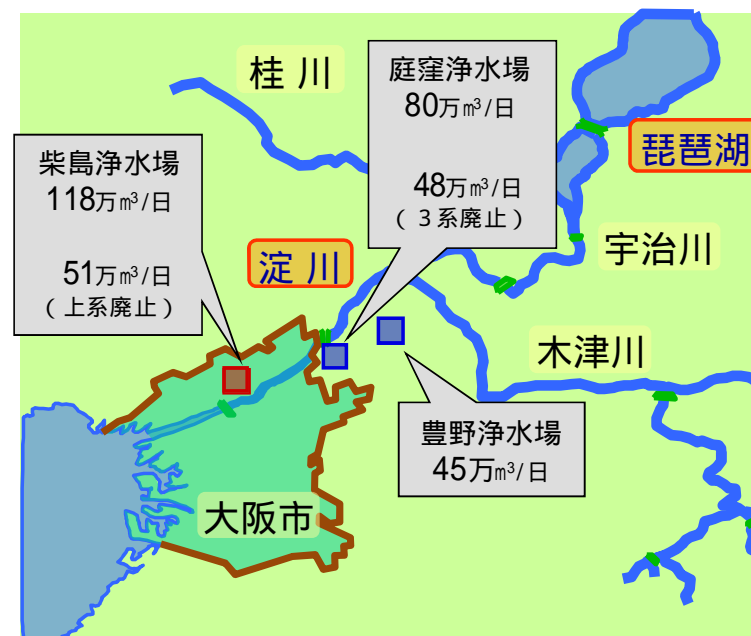 桂 川
庭窪浄水場
80万㎥/日
48万㎥/日
（３系廃止）
琵琶湖
柴島浄水場
118万㎥/日
51万㎥/日
（上系廃止）
淀 川
宇治川
木津川
豊野浄水場
45万㎥/日
大阪市